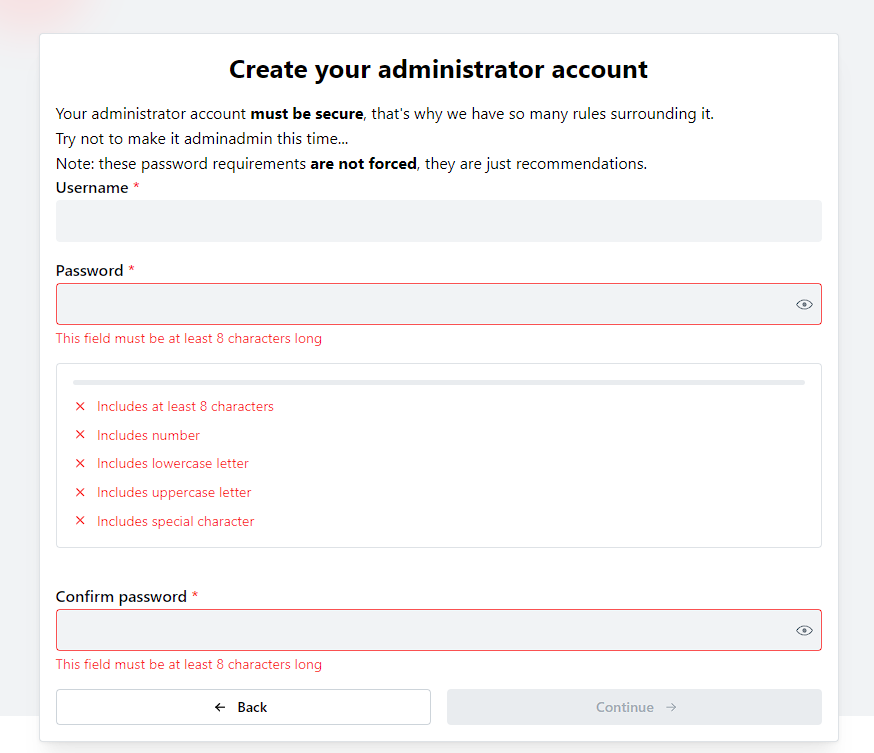 Create your administrator account
Your administrator account must be secure, that's why we have so many rules surrounding it.
Try not to make it adminadmin this time...
Note: these password requirements are not forced, they are just recommendations.
Username *
Password *
This field must be at least 8 characters long
Includes at least 8 characters
Includes number
Includes lowercase letter
Includes uppercase letter
Includes special character
Confirm password *
This field must be at least 8 characters long
← Back
Continue →